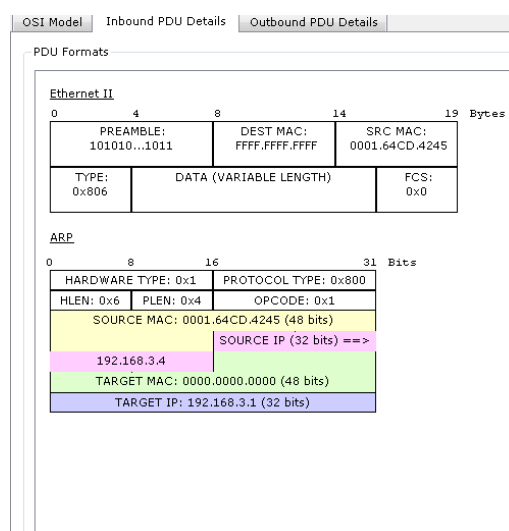 OSI Model Inbound PDU Details Outbound PDU Details
PDU Formats
Ethernet II
0 4 8 14 19 Bytes
PREAMBLE: DEST MAC: SRC MAC:
101010...1011 FFFF.FFFF.FFFF 0001.64CD.4245
TYPE: DATA (VARIABLE LENGTH) FCS:
0x806 0x0
ARP
0 8 16 31 Bits
HARDWARE TYPE: 0x1 PROTOCOL TYPE: 0x800
HLEN: 0x6 PLEN: 0x4 OPCODE: 0x1
SOURCE MAC: 0001.64CD.4245 (48 bits)
SOURCE IP (32 bits) ==>
192.168.3.4
TARGET MAC: 0000.0000.0000 (48 bits)
TARGET IP: 192.168.3.1 (32 bits)